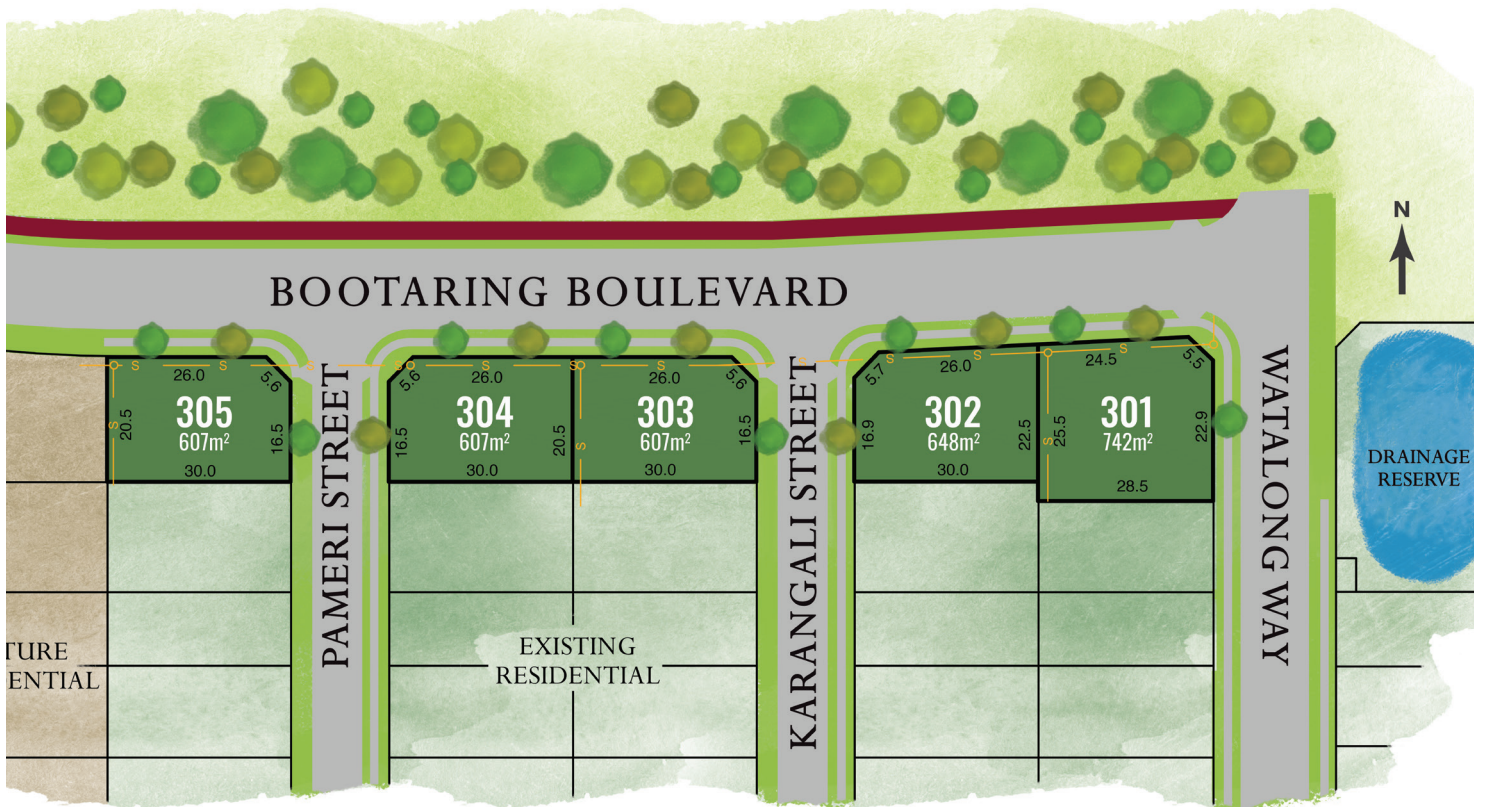 N
BOOTARING BOULEVARD
S
S
S
S
S
S
S
S
S
26.0
5.6
5.6
26.0
26.0
5.6
5.7
26.0
24.5
5.5
20.5
S
305
607m²
16.5
30.0
16.5
304
607m²
20.5
30.0
303
607m²
16.5
30.0
S
16.9
302
648m²
22.5
30.0
25.5
S
301
742m²
22.9
28.5
PAMERI STREET
KARANGALI STREET
WATALONG WAY
DRAINAGE
RESERVE
TURE
ENTIAL
EXISTING
RESIDENTIAL